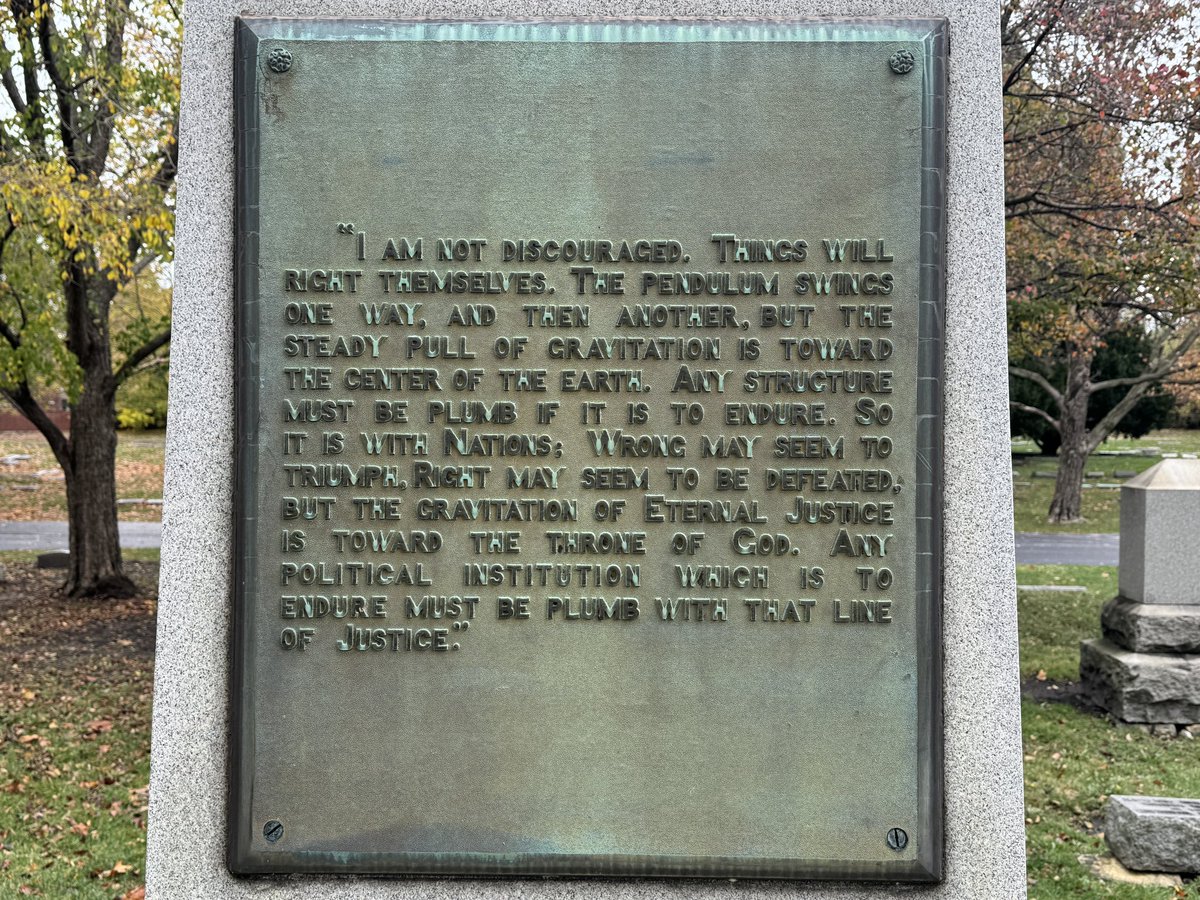 "I AM NOT DISCOURAGED. THINGS WILL
RIGHT THEMSELVES. THE PENDULUM SWINGS
ONE WAY, AND THEN ANOTHER, BUT THE
STEADY PULL OF GRAVITATION IS TOWARD
THE CENTER OF THE EARTH. ANY STRUCTURE
MUST BE PLUMB IF IT IS TO ENDURE. SO
IT IS WITH NATIONS; WRONG MAY SEEM TO
TRIUMPH, RIGHT MAY SEEM TO BE DEFEATED,
BUT THE GRAVITATION OF ETERNAL JUSTICE
IS TOWARD THE THRONE OF GOD. ANY
POLITICAL INSTITUTION WHICH IS TO
ENDURE MUST BE PLUMB WITH THAT LINE
OF JUSTICE."